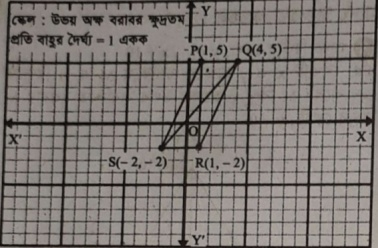 স্কেল : উভয় অক্ষ বরাবর ক্ষুদ্রতম
প্রতি বাহুর দৈর্ঘ্য = 1 একক
Y
P(1, 5) Q(4, 5)
O
X' X
S(−2, −2) R(1, −2)
Y'